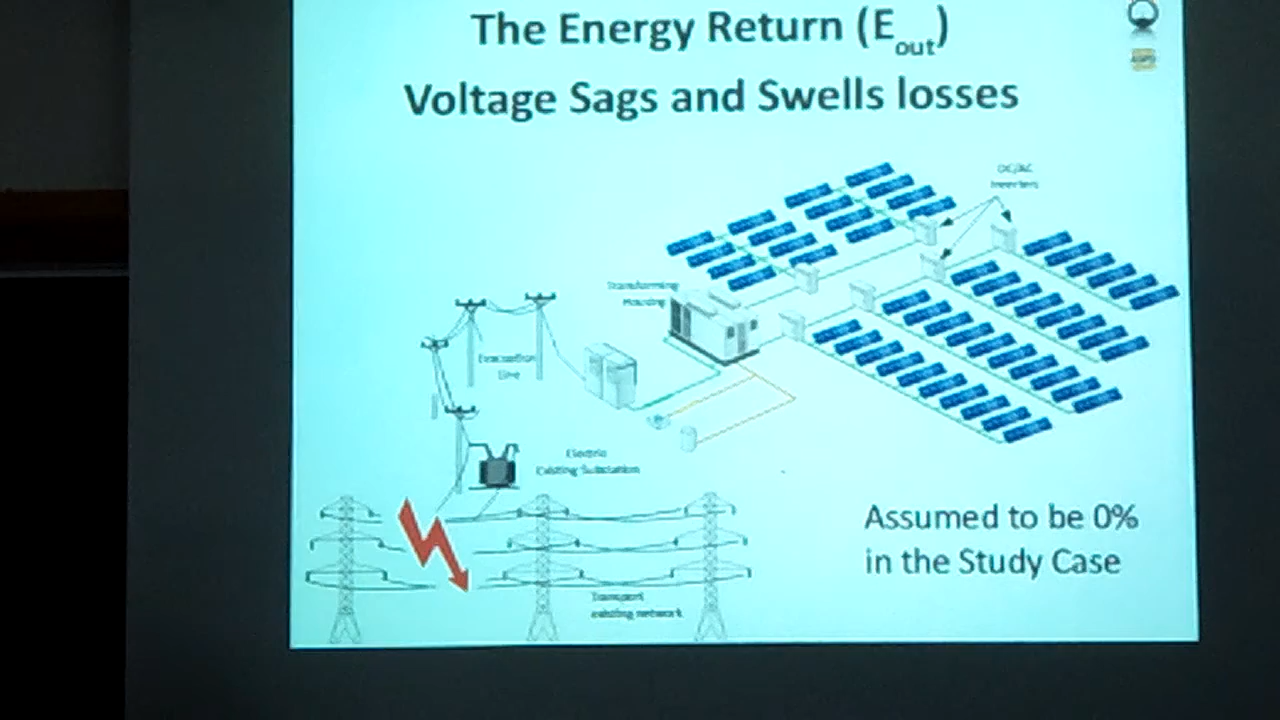 The Energy Return (Eout)
Voltage Sags and Swells losses
DC/AC
Inverters
Transforming
Housing
Evacuation
Line
Electric
Existing Substation
Assumed to be 0%
in the Study Case
Transport
existing network